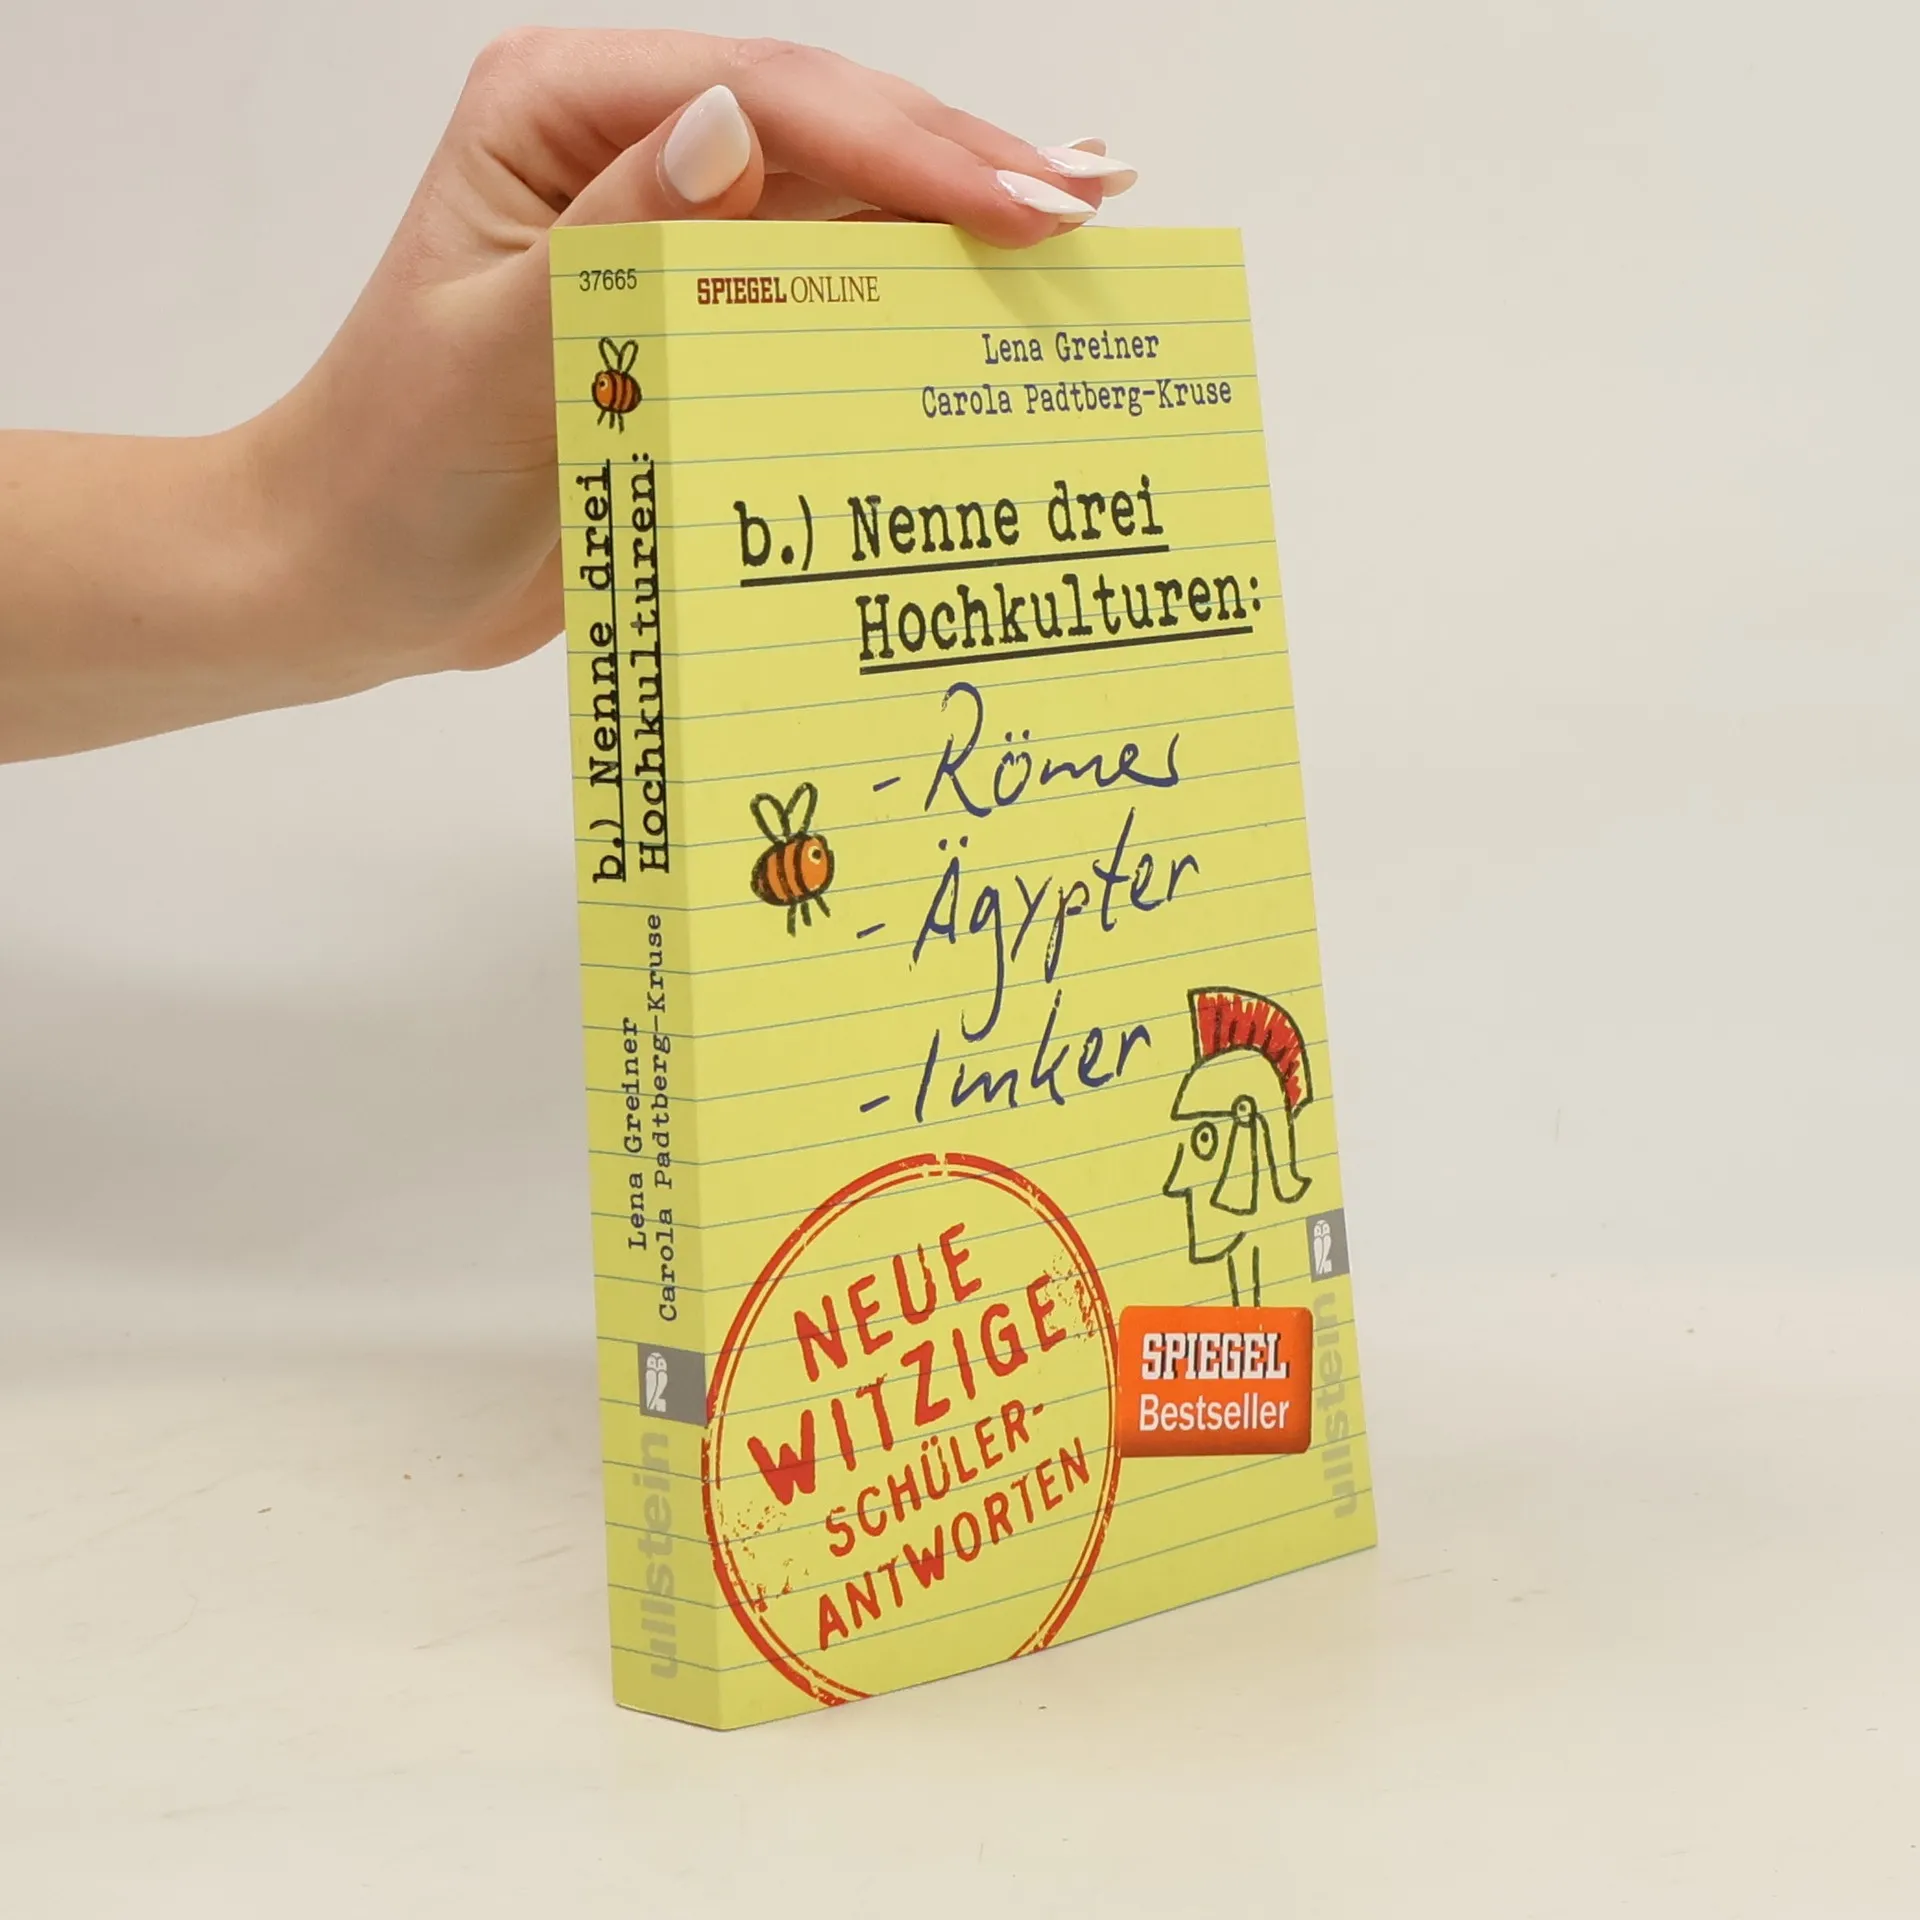 37665
b.) Nenne drei
Hochkulturen:
Lena Greiner
Carola Padtberg-Kruse
ullstein
SPIEGEL ONLINE
Lena Greiner
Carola Padtberg-Kruse
b.) Nenne drei
Hochkulturen:
- Römer
- Ägypter
- Imker
NEUE
WITZIGE
SCHÜLER-
ANTWORTEN
SPIEGEL
Bestseller
ullstein